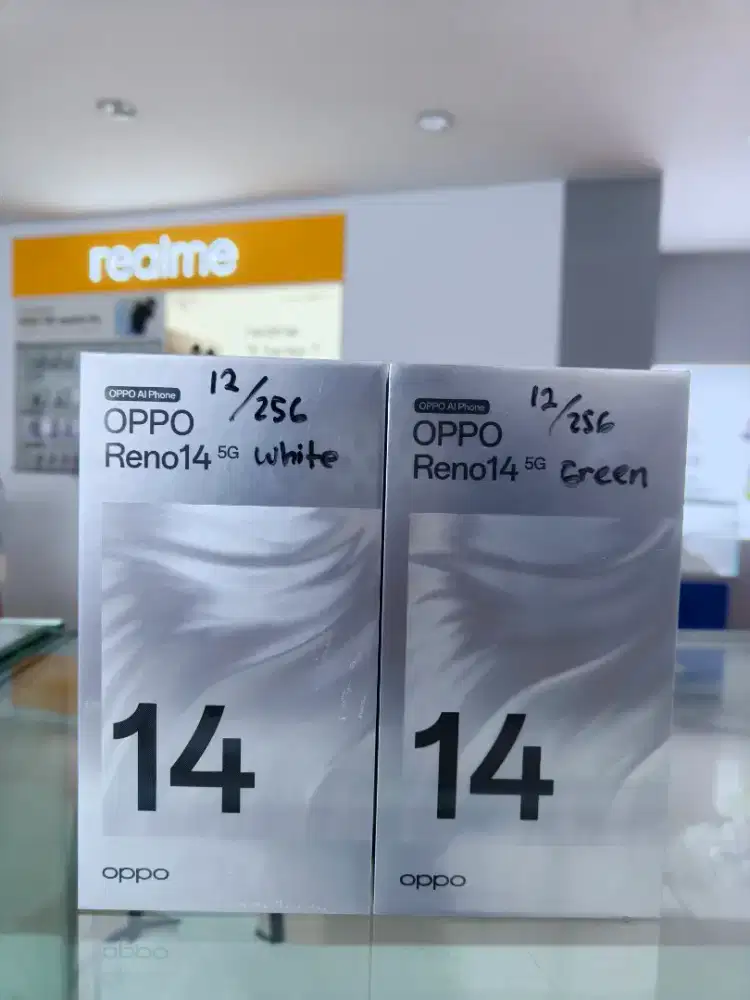 realme
OPPO AI Phone
12/256
OPPO
Reno14 5G White
14
oppo
OPPO AI Phone
12/256
OPPO
Reno14 5G Green
14
oppo